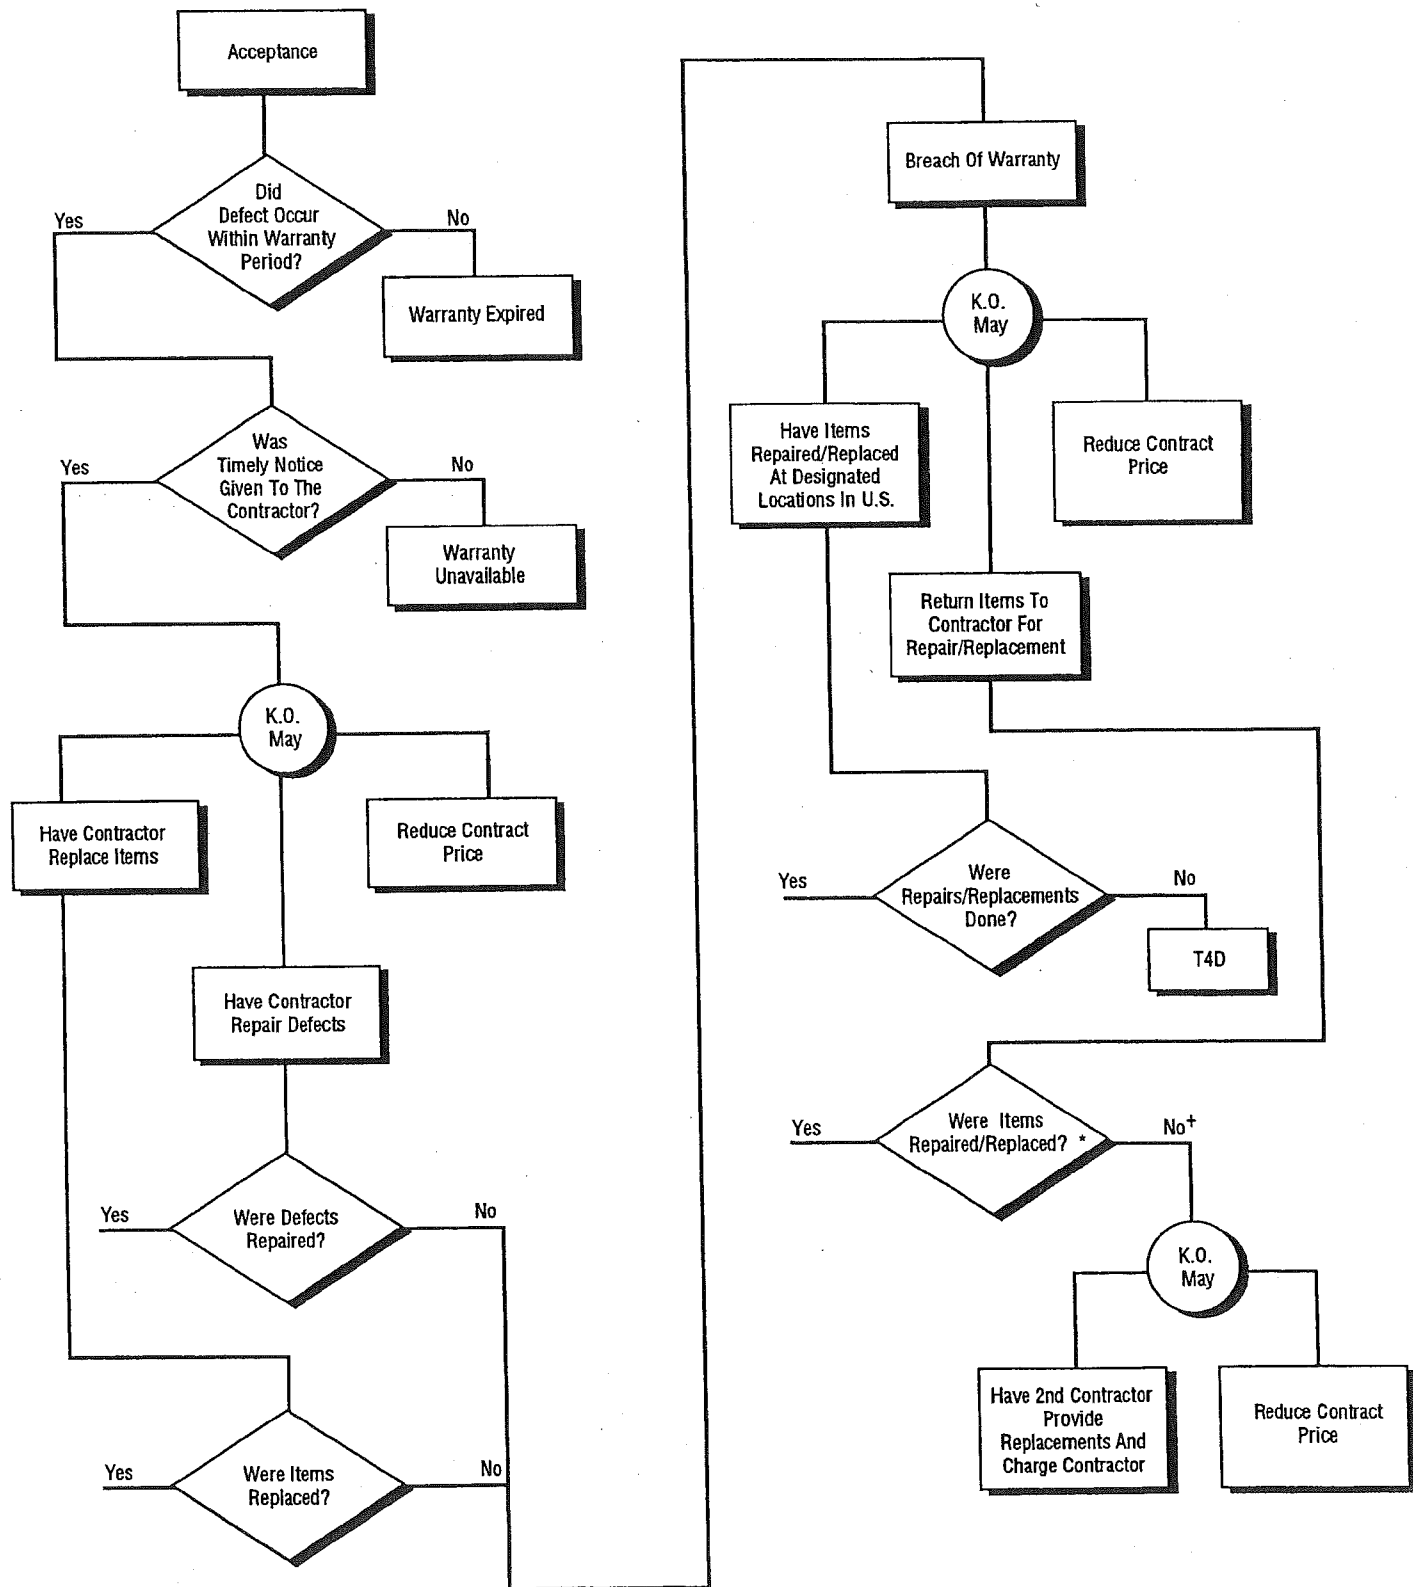 Acceptance
Did
Defect Occur
Within Warranty
Period?
Yes
No
Warranty Expired
Was
Timely Notice
Given To The
Contractor?
Yes
No
Warranty
Unavailable
K.O.
May
Have Contractor
Replace Items
Reduce Contract
Price
Have Contractor
Repair Defects
Were Defects
Repaired?
Yes
No
Were Items
Replaced?
Yes
No
Breach Of Warranty
K.O.
May
Have Items
Repaired/Replaced
At Designated
Locations In U.S.
Reduce Contract
Price
Return Items To
Contractor For
Repair/Replacement
Were
Repairs/Replacements
Done?
Yes
No
T4D
Were Items
Repaired/Replaced? *
Yes
No+
K.O.
May
Have 2nd Contractor
Provide
Replacements And
Charge Contractor
Reduce Contract
Price